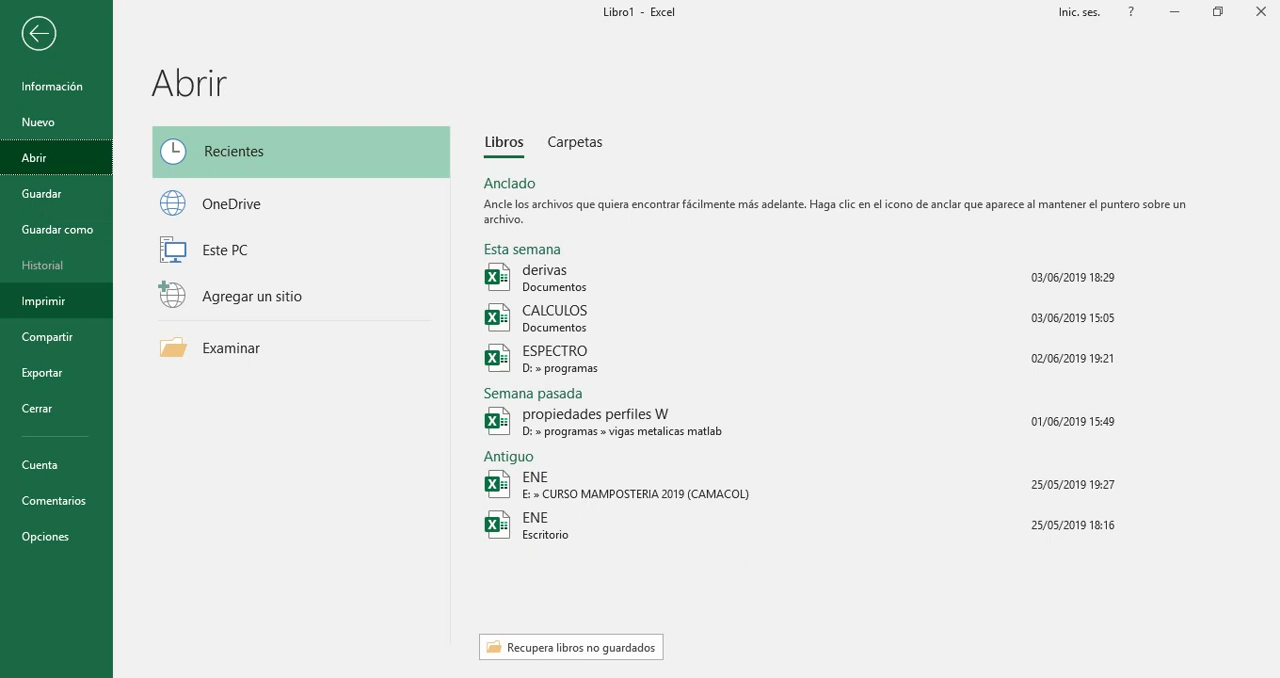 Libro1 - Excel
Inic. ses.
?
Información
Nuevo
Abrir
Guardar
Guardar como
Historial
Imprimir
Compartir
Exportar
Cerrar
Cuenta
Comentarios
Opciones
Abrir
Recientes
OneDrive
Este PC
Agregar un sitio
Examinar
Libros Carpetas
Anclado
Ancle los archivos que quiera encontrar fácilmente más adelante. Haga clic en el icono de anclar que aparece al mantener el puntero sobre un
archivo.
Esta semana
derivas
Documentos
03/06/2019 18:29
CALCULOS
Documentos
03/06/2019 15:05
ESPECTRO
D: » programas
02/06/2019 19:21
Semana pasada
propiedades perfiles W
D: » programas » vigas metalicas matlab
01/06/2019 15:49
Antiguo
ENE
E: » CURSO MAMPOSTERIA 2019 (CAMACOL)
25/05/2019 19:27
ENE
Escritorio
25/05/2019 18:16
Recupera libros no guardados